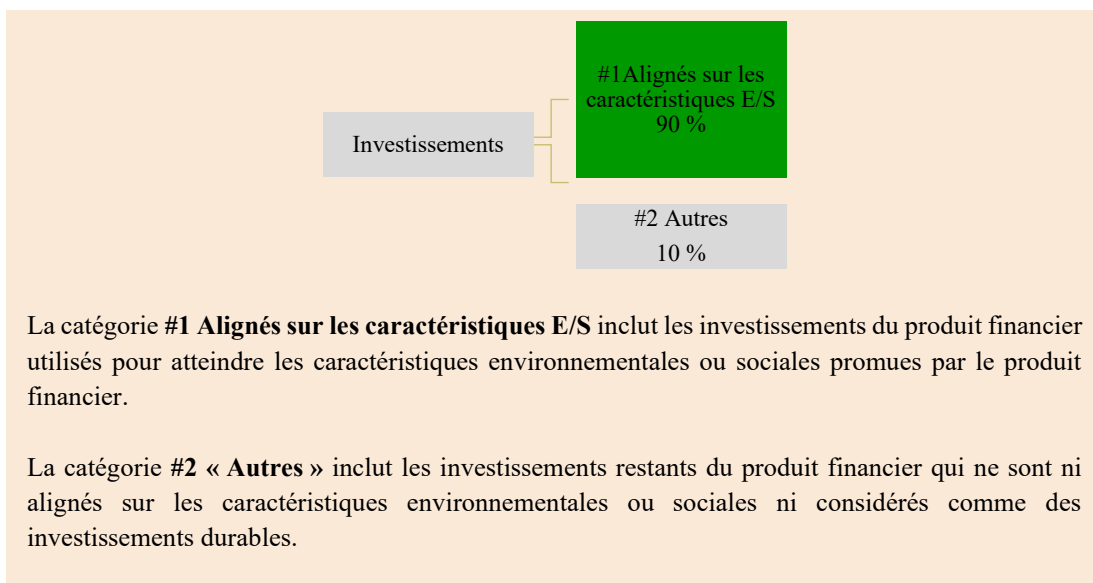 #1Alignés sur les
caractéristiques E/S
90 %
Investissements
#2 Autres
10 %
La catégorie #1 Alignés sur les caractéristiques E/S inclut les investissements du produit financier
utilisés pour atteindre les caractéristiques environnementales ou sociales promues par le produit
financier.
La catégorie #2 « Autres » inclut les investissements restants du produit financier qui ne sont ni
alignés sur les caractéristiques environnementales ou sociales ni considérés comme des
investissements durables.